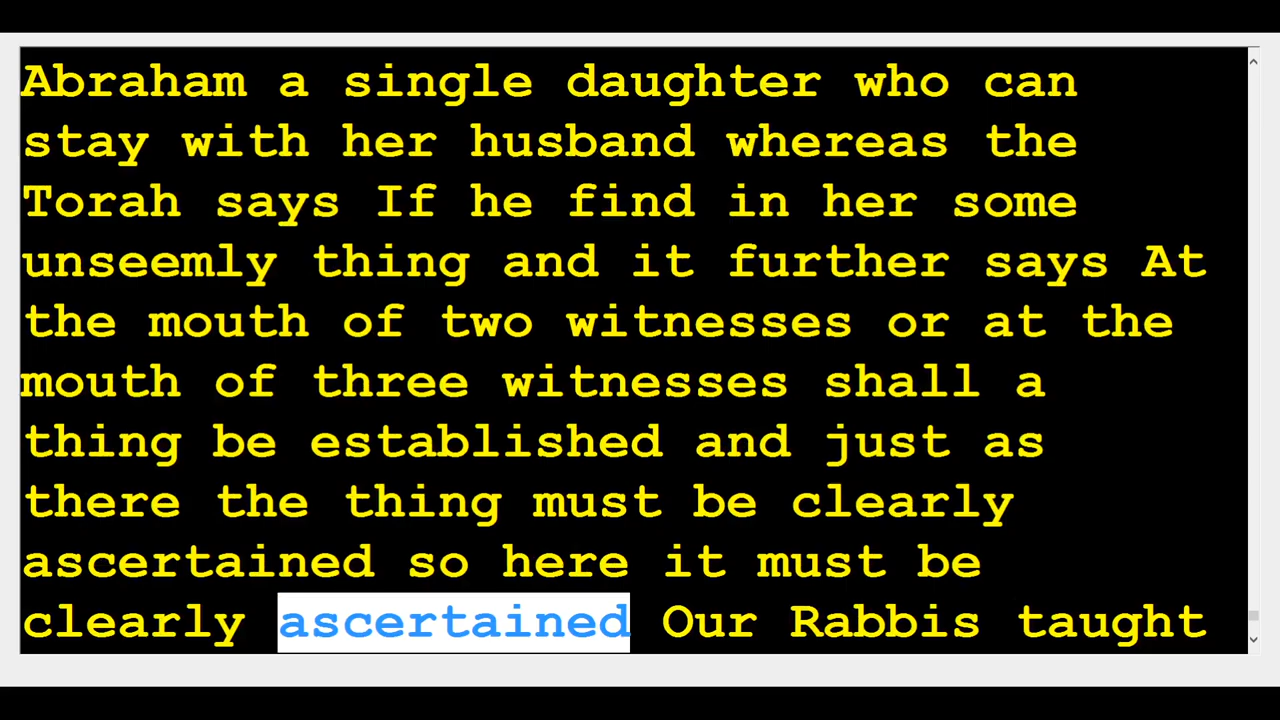 Abraham a single daughter who can
stay with her husband whereas the
Torah says If he find in her some
unseemly thing and it further says At
the mouth of two witnesses or at the
mouth of three witnesses shall a
thing be established and just as
there the thing must be clearly
ascertained so here it must be
clearly ascertained Our Rabbis taught